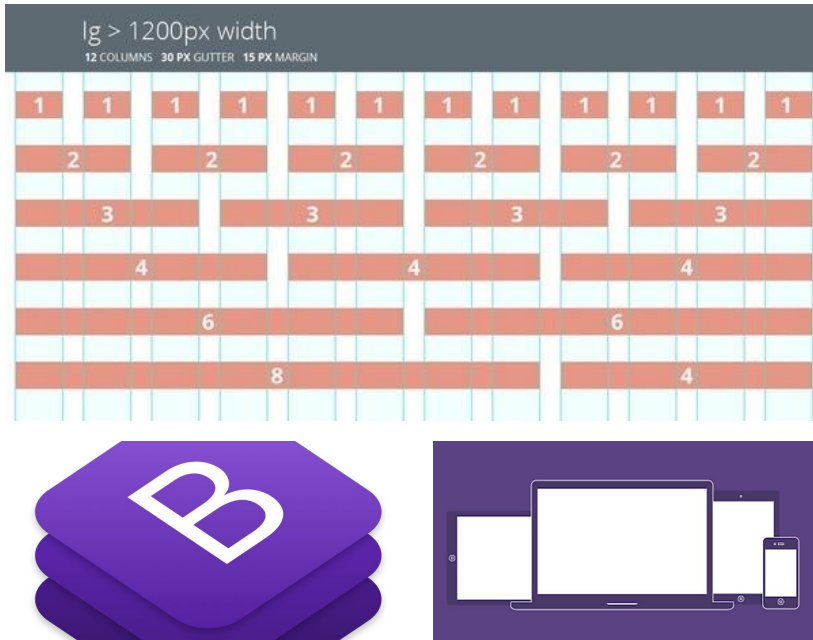 lg > 1200px width
12 COLUMNS 30 PX GUTTER 15 PX MARGIN
1 1 1 1 1 1 1 1 1 1 1 1
2 2 2 2 2 2
3 3 3 3
4 4 4
6 6
8 4
B